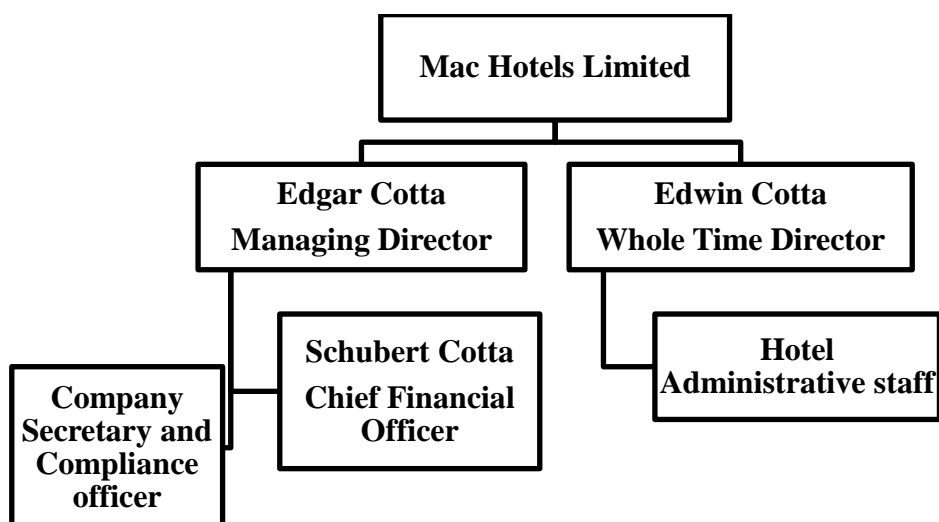 Mac Hotels Limited
Edgar Cotta
Managing Director
Edwin Cotta
Whole Time Director
Schubert Cotta
Chief Financial
Officer
Hotel
Administrative staff
Company
Secretary and
Compliance
officer